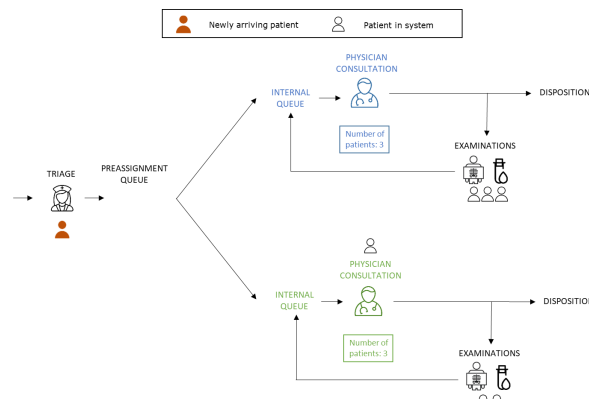 Newly arriving patient
Patient in system
PHYSICIAN
CONSULTATION
INTERNAL
QUEUE
DISPOSITION
Number of
patients: 3
EXAMINATIONS
TRIAGE
PREASSIGNMENT
QUEUE
PHYSICIAN
CONSULTATION
INTERNAL
QUEUE
DISPOSITION
Number of
patients: 3
EXAMINATIONS